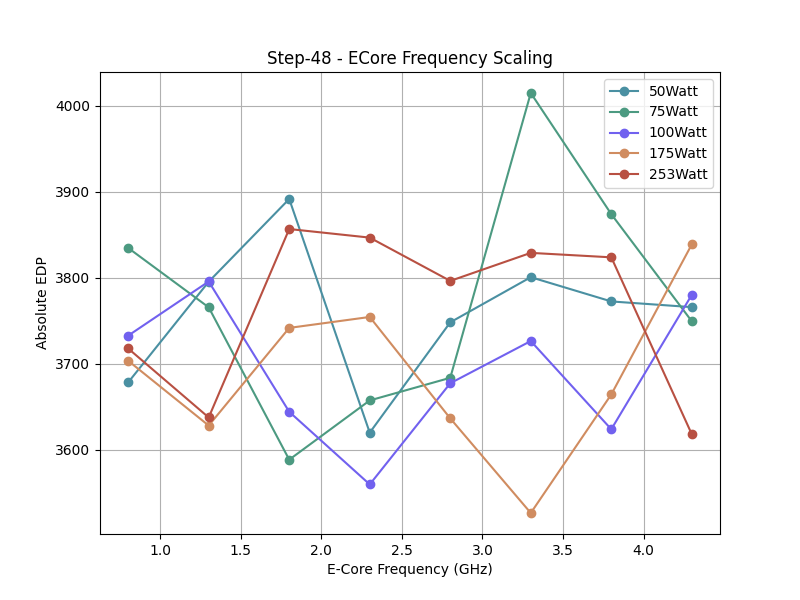 Step-48 - ECore Frequency Scaling
50Watt
75Watt
100Watt
175Watt
253Watt
Absolute EDP
4000
3900
3800
3700
3600
1.0 1.5 2.0 2.5 3.0 3.5 4.0
E-Core Frequency (GHz)